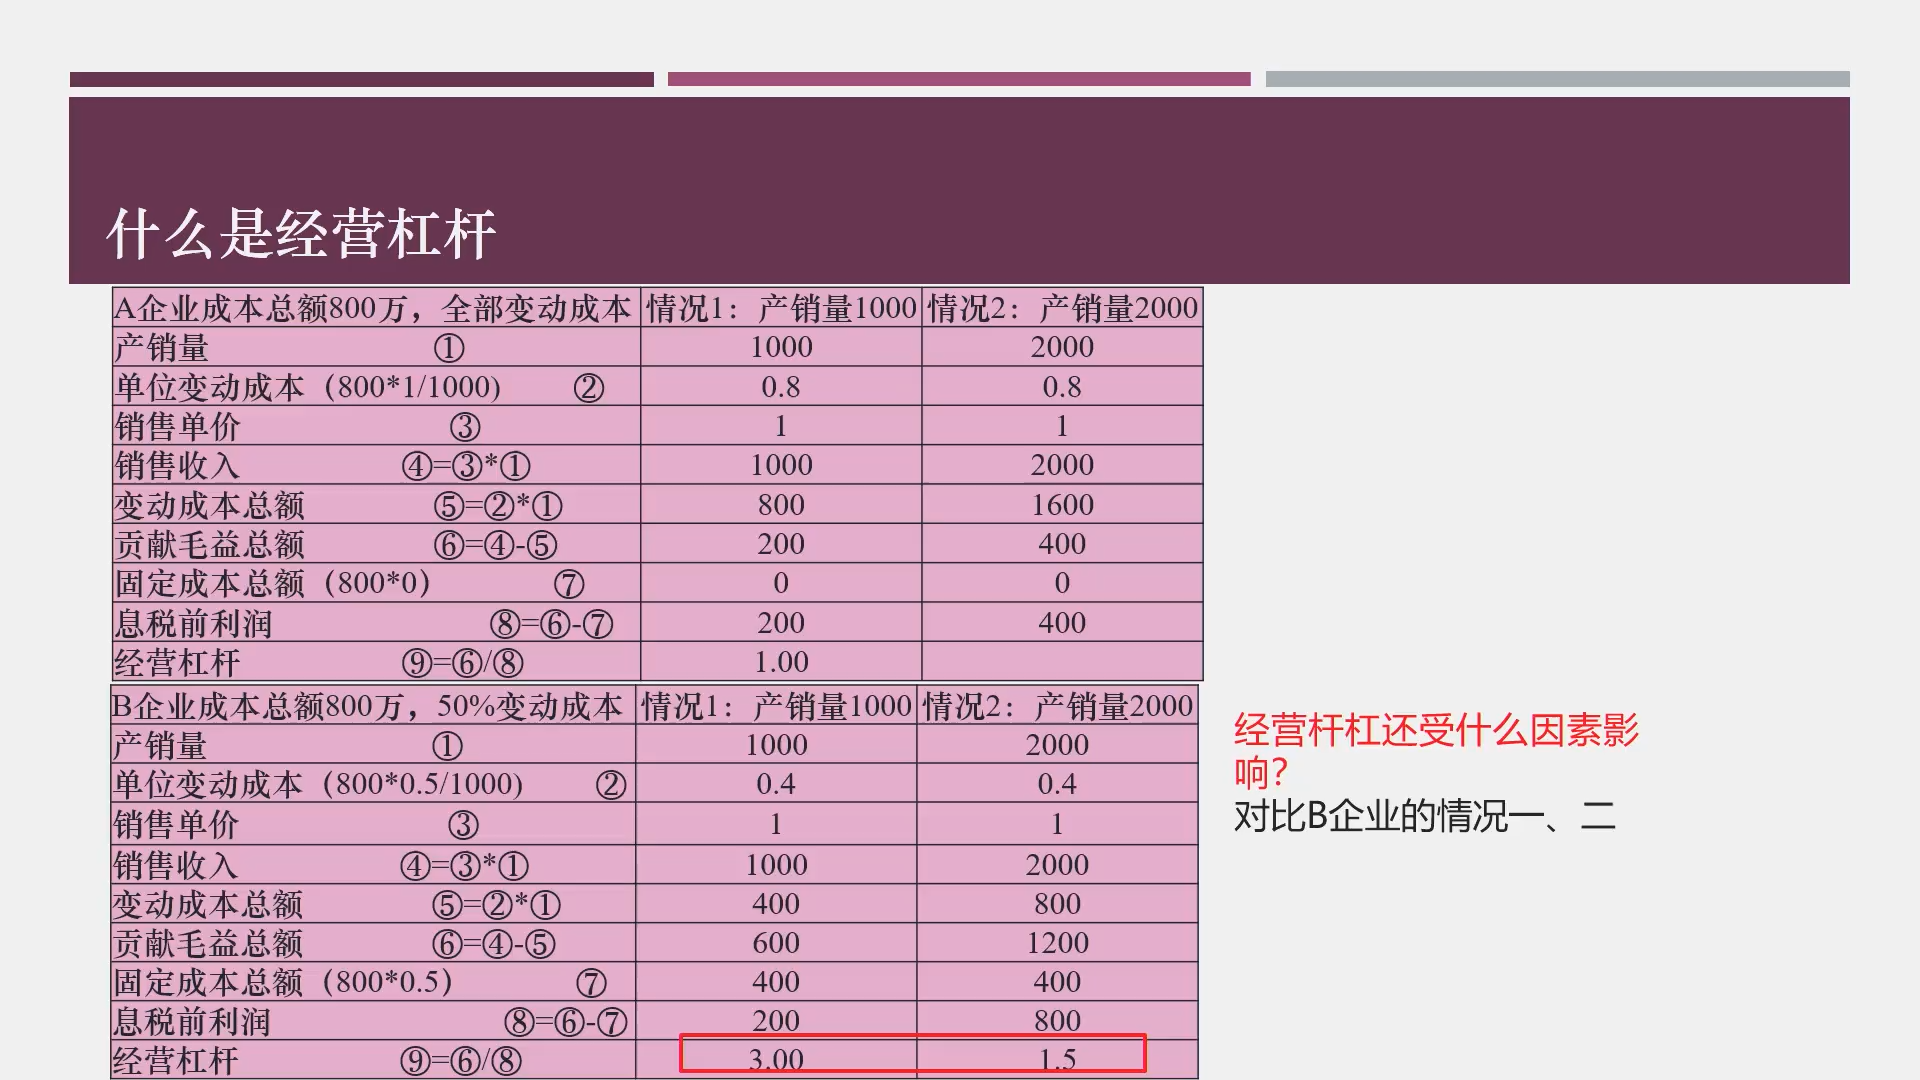 什么是经营杠杆
A企业成本总额800万，全部变动成本 情况1：产销量1000 情况2：产销量2000
产销量 ① 1000 2000
单位变动成本（800*1/1000) ② 0.8 0.8
销售单价 ③ 1 1
销售收入 ④=③*① 1000 2000
变动成本总额 ⑤=②*① 800 1600
贡献毛益总额 ⑥=④-⑤ 200 400
固定成本总额（800*0） ⑦ 0 0
息税前利润 ⑧=⑥-⑦ 200 400
经营杠杆 ⑨=⑥/⑧ 1.00
B企业成本总额800万，50%变动成本 情况1：产销量1000 情况2：产销量2000
产销量 ① 1000 2000
单位变动成本（800*0.5/1000) ② 0.4 0.4
销售单价 ③ 1 1
销售收入 ④=③*① 1000 2000
变动成本总额 ⑤=②*① 400 800
贡献毛益总额 ⑥=④-⑤ 600 1200
固定成本总额（800*0.5） ⑦ 400 400
息税前利润 ⑧=⑥-⑦ 200 800
经营杠杆 ⑨=⑥/⑧ 3.00 1.5
经营杆杠还受什么因素影
响？
对比B企业的情况一、二